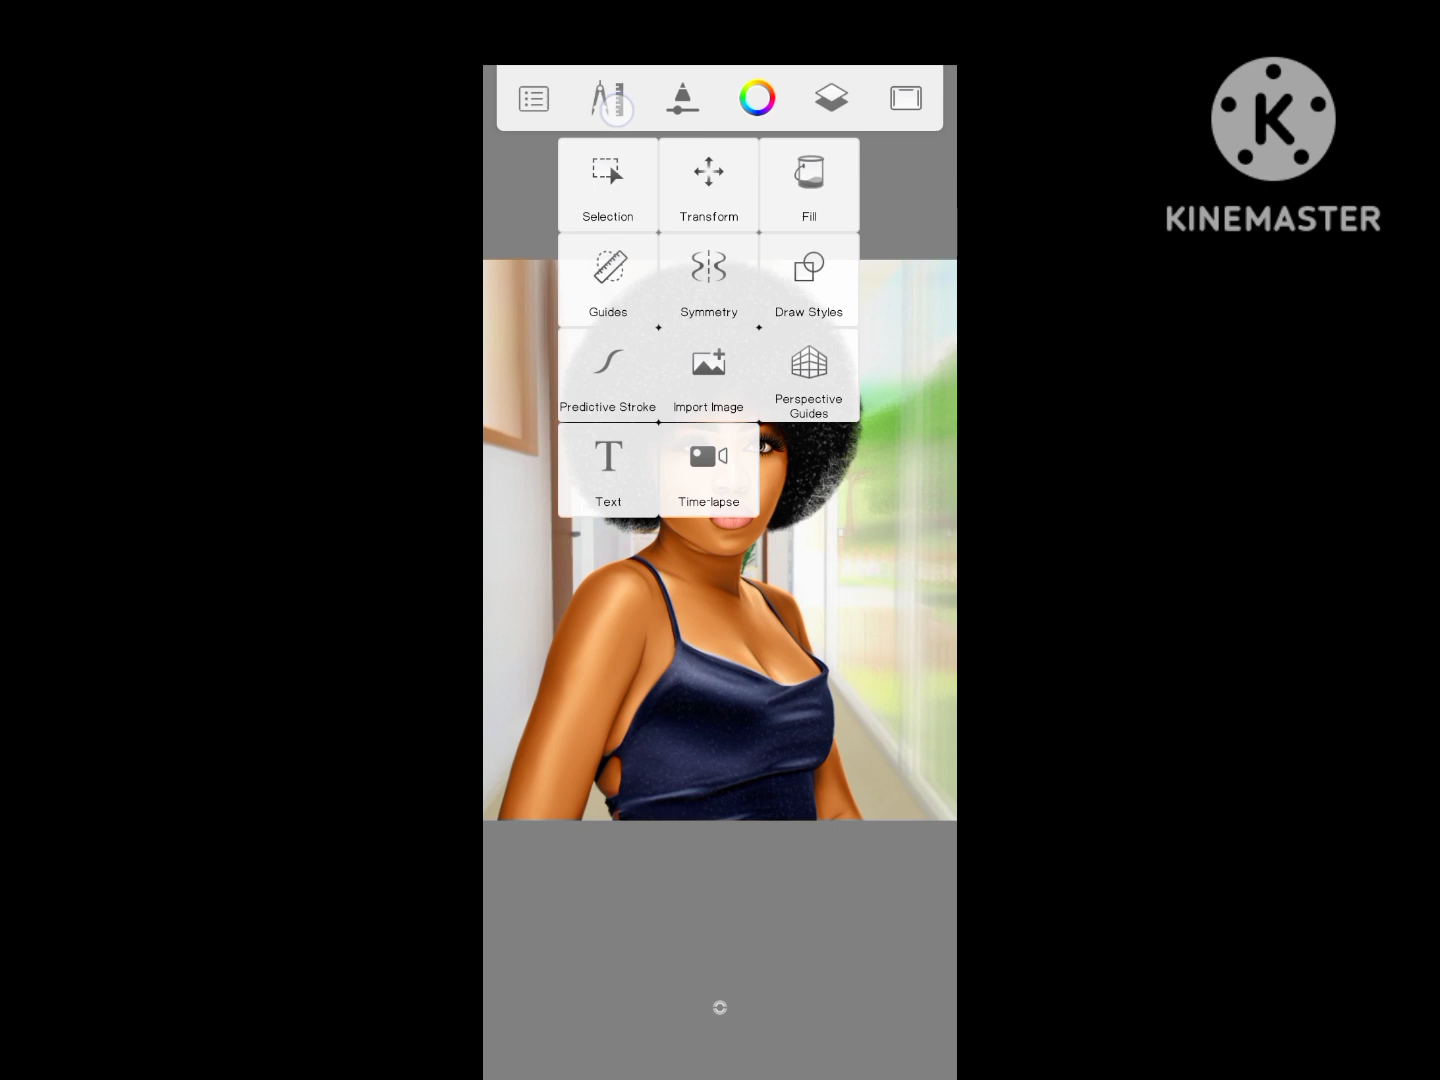 K
KINEMASTER
Selection
Transform
Fill
Guides
Symmetry
Draw Styles
Predictive Stroke
Import Image
Perspective
Guides
T
Text
Time-lapse